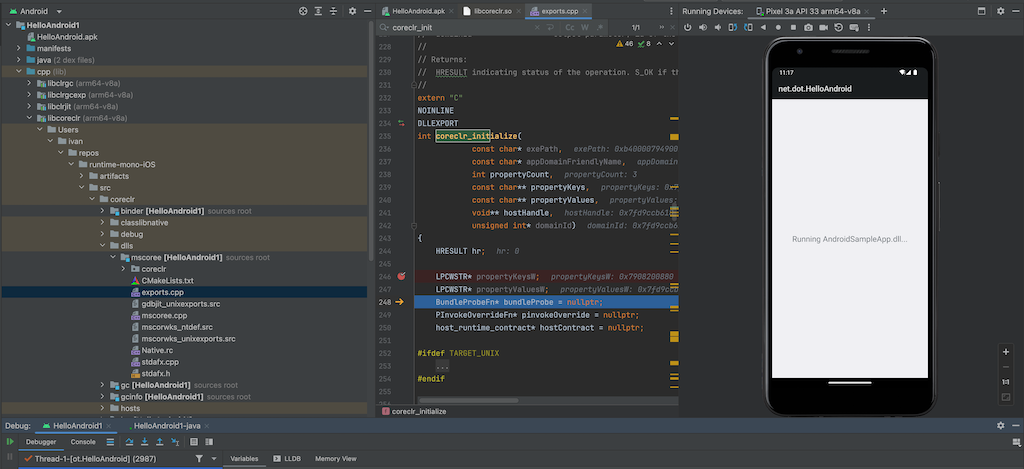 Android
HelloAndroid1
HelloAndroid.apk
manifests
java (2 dex files)
cpp (lib)
libclrgc (arm64-v8a)
libclrgcexp (arm64-v8a)
libclrjit (arm64-v8a)
libcoreclr (arm64-v8a)
Users
ivan
repos
runtime-mono-iOS
artifacts
src
coreclr
binder [HelloAndroid1] sources root
classlibnative
debug
dlls
mscoree [HelloAndroid1] sources root
coreclr
CMakeLists.txt
exports.cpp
gdbjit_unixexports.src
mscoree.cpp
mscorwks_ntdef.src
mscorwks_unixexports.src
Native.rc
stdafx.cpp
stdafx.h
gc [HelloAndroid1] sources root
gcinfo [HelloAndroid1] sources root
hosts
HelloAndroid.apk
libcoreclr.so
exports.cpp
coreclr_init
1/1
46 8
228 //
229 // Returns:
230 // HRESULT indicating status of the operation. S_OK if th
231 //
232 extern "C"
233 NOINLINE
234 DLLEXPORT
235 int coreclr_initialize(
236 const char* exePath, exePath: 0xb40000794900
237 const char* appDomainFriendlyName, appDomain
238 int propertyCount, propertyCount: 3
239 const char** propertyKeys, propertyKeys: 0x7
240 const char** propertyValues, propertyValues:
241 void** hostHandle, hostHandle: 0x7fd9ccb61
242 unsigned int* domainId) domainId: 0x7fd9ccb6
243 {
244 HRESULT hr; hr: 0
245
246 LPCWSTR* propertyKeysW; propertyKeysW: 0x7908200880
247 LPCWSTR* propertyValuesW; propertyValuesW: 0x7fd9ccb
248 BundleProbeFn* bundleProbe = nullptr;
249 PInvokeOverrideFn* pinvokeOverride = nullptr;
250 host_runtime_contract* hostContract = nullptr;
251
252 #ifdef TARGET_UNIX
253 ...
254 #endif
255
coreclr_initialize
Running Devices:
Pixel 3a API 33 arm64-v8a
11:17
net.dot.HelloAndroid
Running AndroidSampleApp.dll...
1:1
Debug:
HelloAndroid1
HelloAndroid1-java
Debugger
Console
Thread-1-[ot.HelloAndroid] (2987)
Variables
LLDB
Memory View